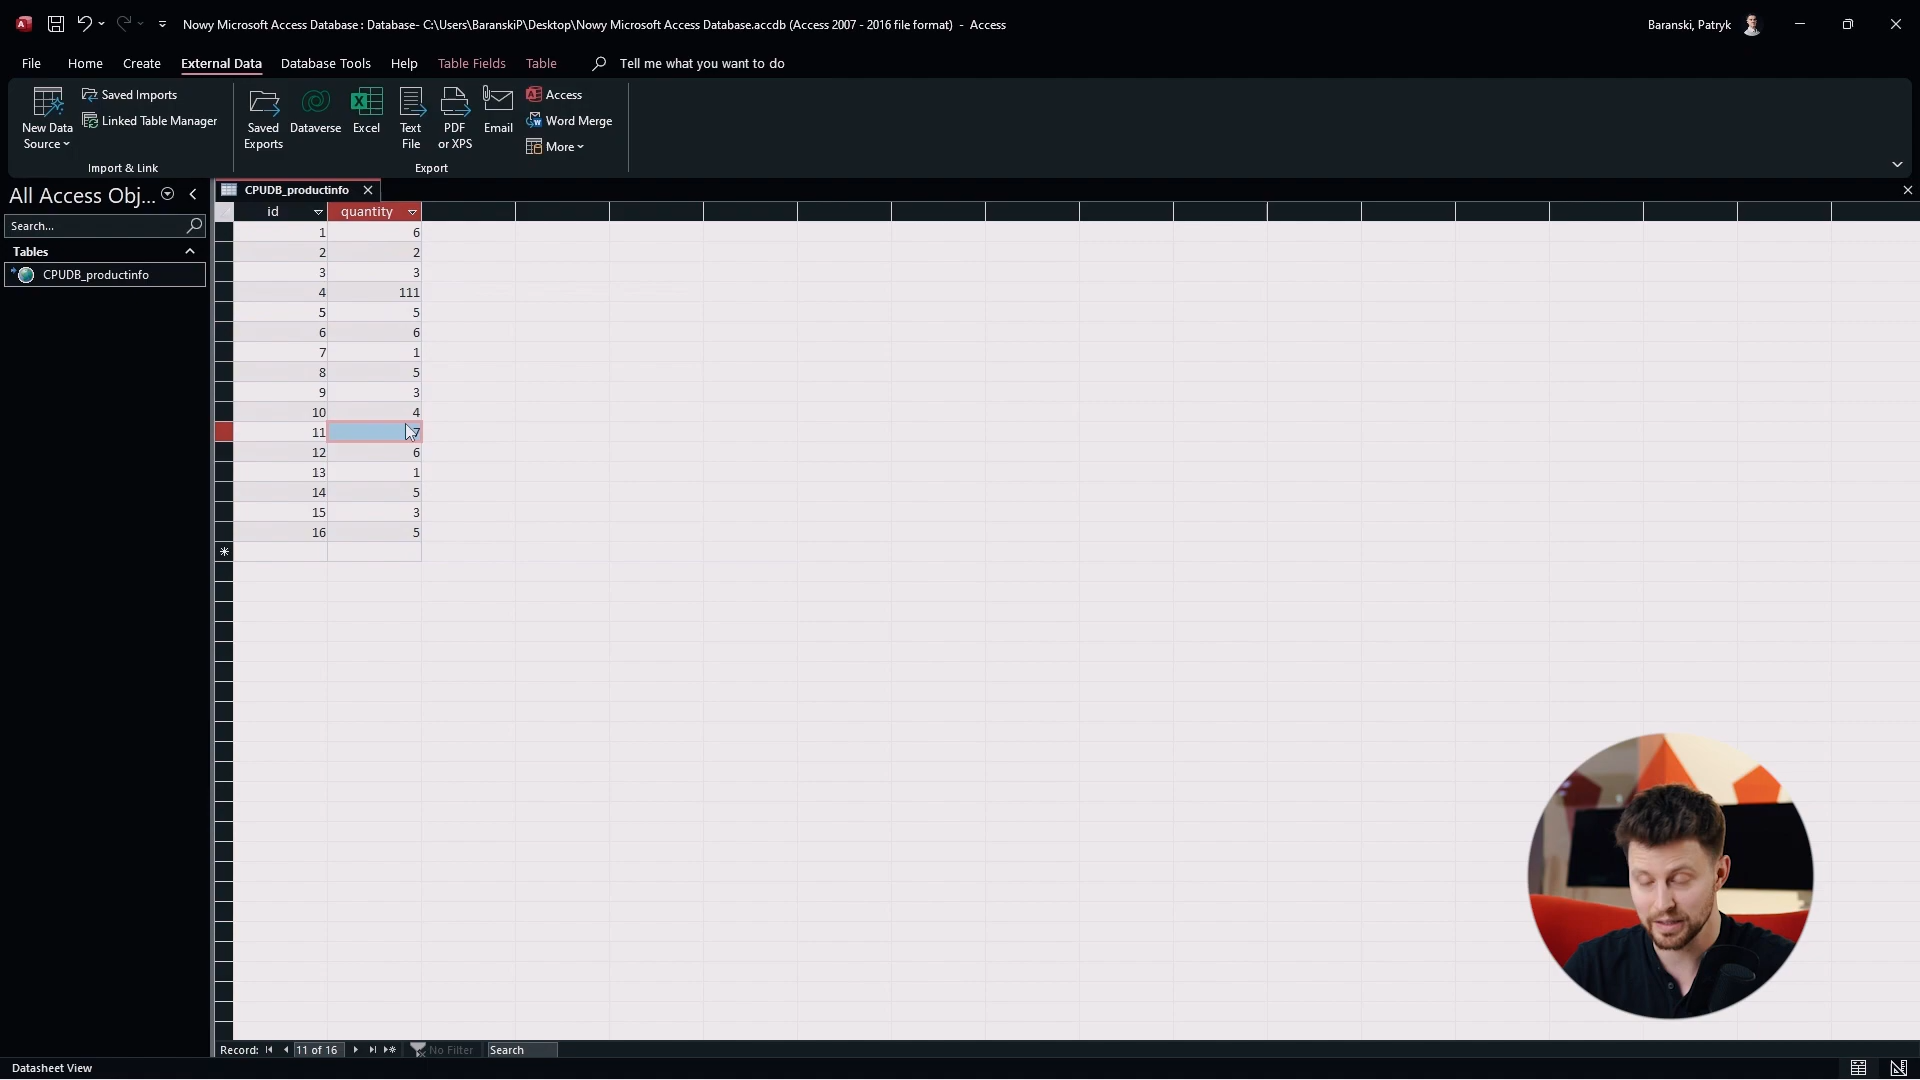 Nowy Microsoft Access Database : Database- C:\Users\BaranskiP\Desktop\Nowy Microsoft Access Database.accdb (Access 2007 - 2016 file format) - Access
Baranski, Patryk
File Home Create External Data Database Tools Help Table Fields Table Tell me what you want to do
New Data Source
Saved Imports
Linked Table Manager
Import & Link
Saved Exports
Dataverse
Excel
Text File
PDF or XPS
Email
Access
Word Merge
More
Export
All Access Obj...
Search...
Tables
CPUDB_productinfo
CPUDB_productinfo
id quantity
1 6
2 2
3 3
4 111
5 5
6 6
7 1
8 5
9 3
10 4
11 7
12 6
13 1
14 5
15 3
16 5
Record: 11 of 16 No Filter Search
Datasheet View